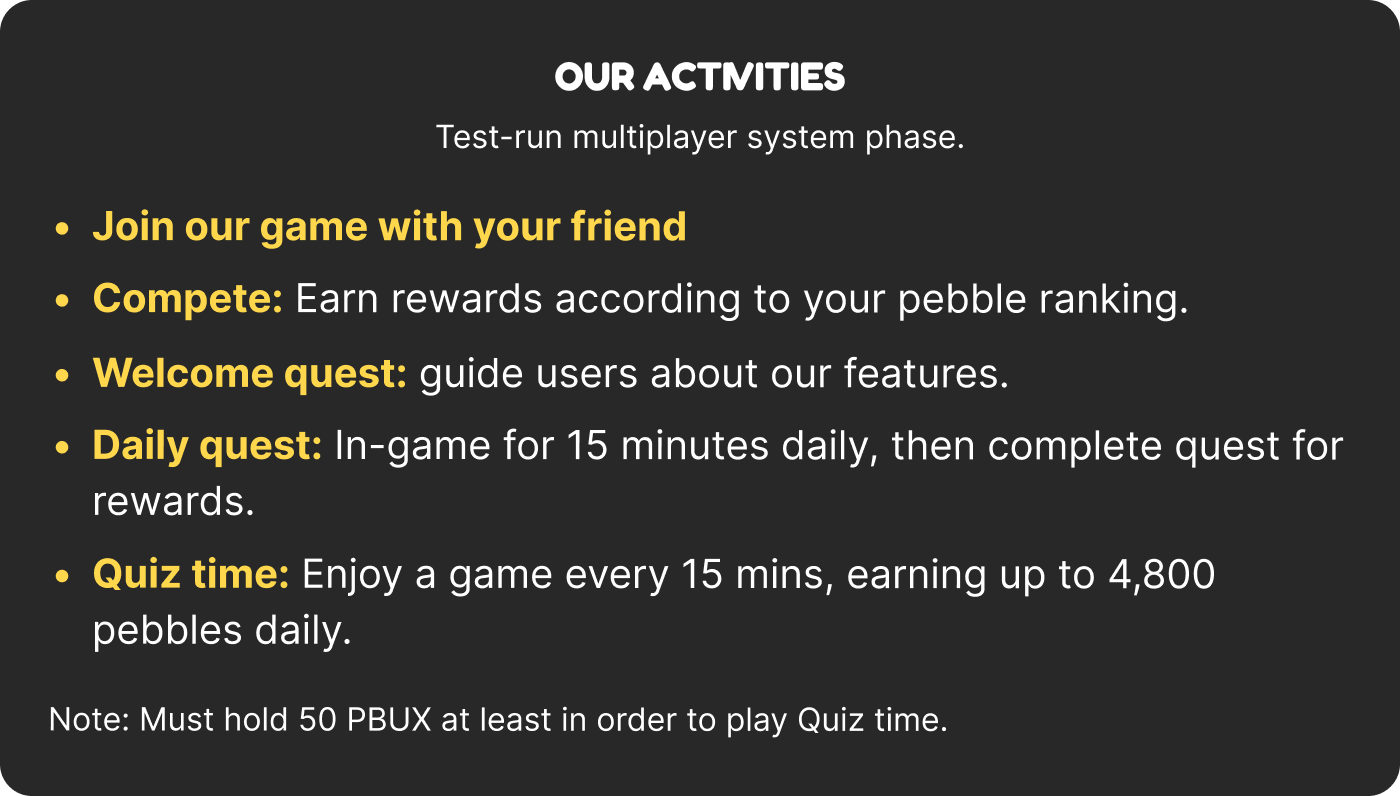 OUR ACTIVITIES
Test-run multiplayer system phase.
• Join our game with your friend
• Compete: Earn rewards according to your pebble ranking.
• Welcome quest: guide users about our features.
• Daily quest: In-game for 15 minutes daily, then complete quest for
rewards.
• Quiz time: Enjoy a game every 15 mins, earning up to 4,800
pebbles daily.
Note: Must hold 50 PBUX at least in order to play Quiz time.